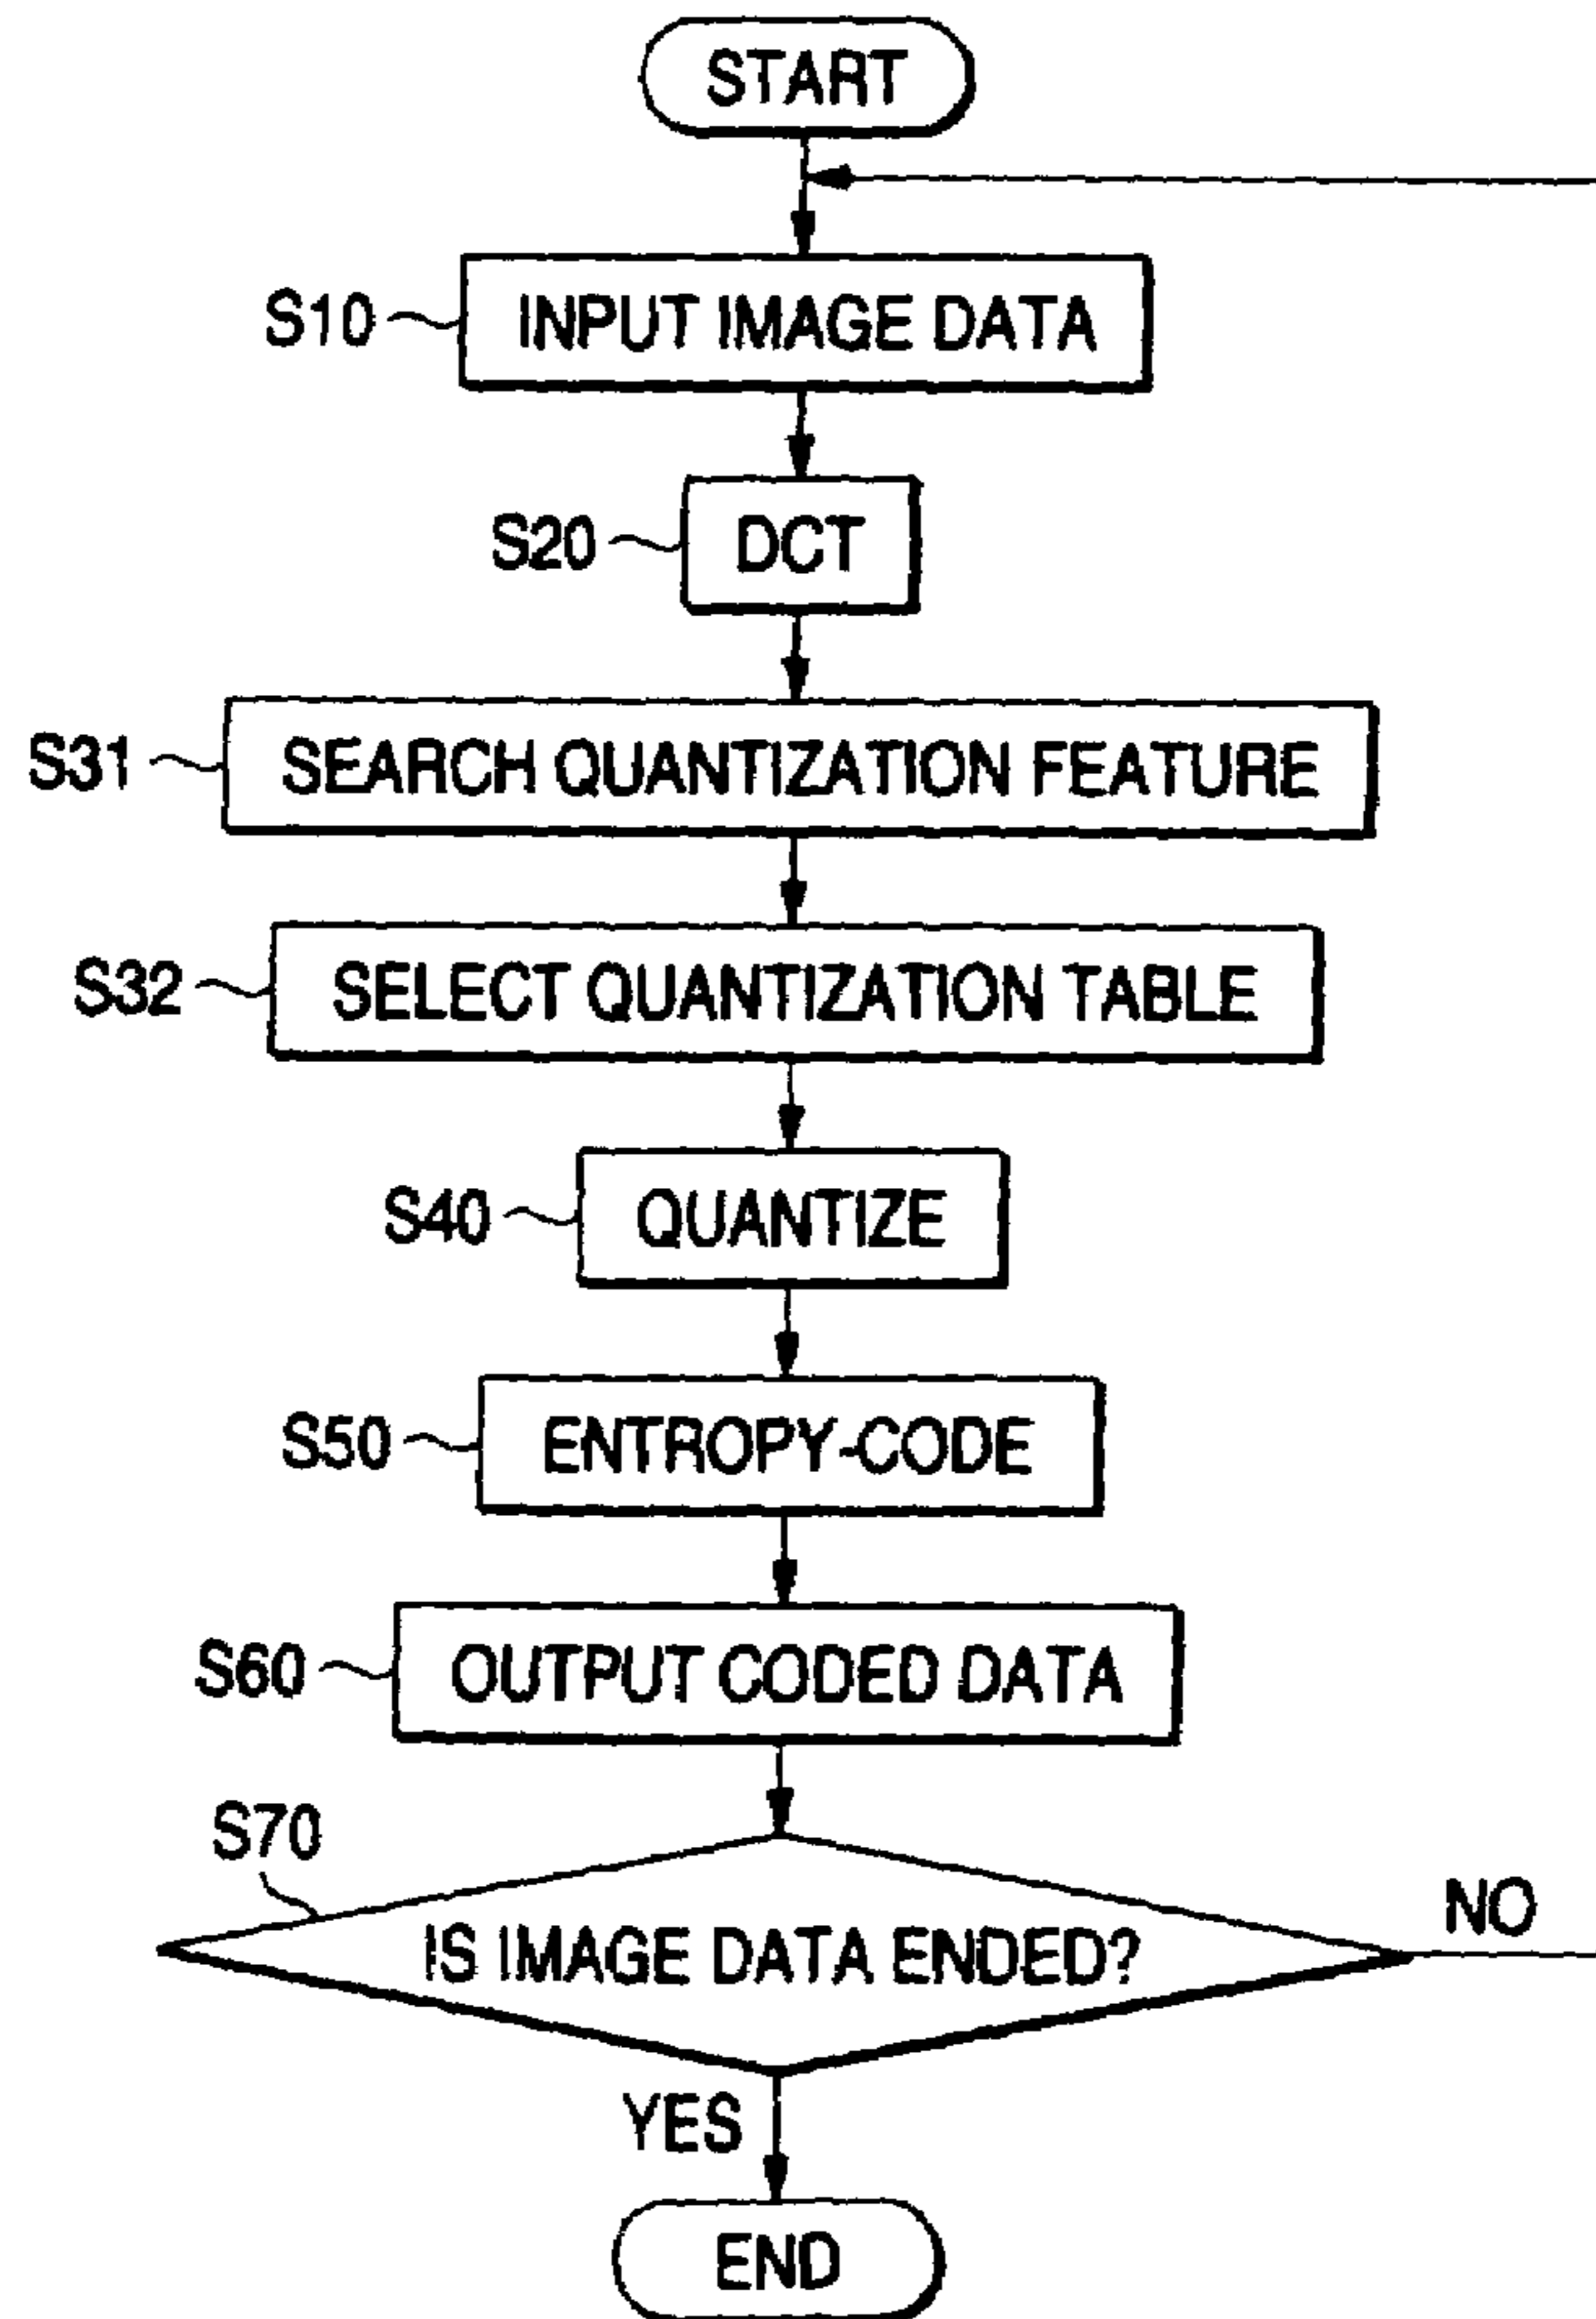 START
S10 INPUT IMAGE DATA
S20 DCT
S31 SEARCH QUANTIZATION FEATURE
S32 SELECT QUANTIZATION TABLE
S40 QUANTIZE
S50 ENTROPY-CODE
S60 OUTPUT CODED DATA
S70
IS IMAGE DATA ENDED?
NO
YES
END